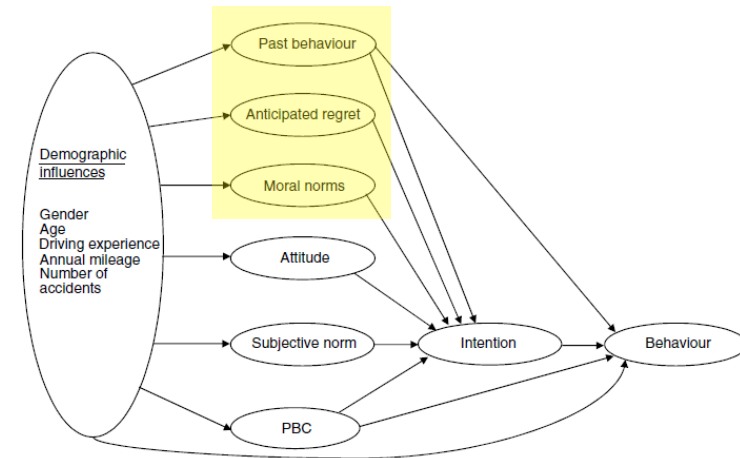 Past behaviour
Anticipated regret
Moral norms
Demographic
influences
Gender
Age
Driving experience
Annual mileage
Number of
accidents
Attitude
Subjective norm
Intention
Behaviour
PBC